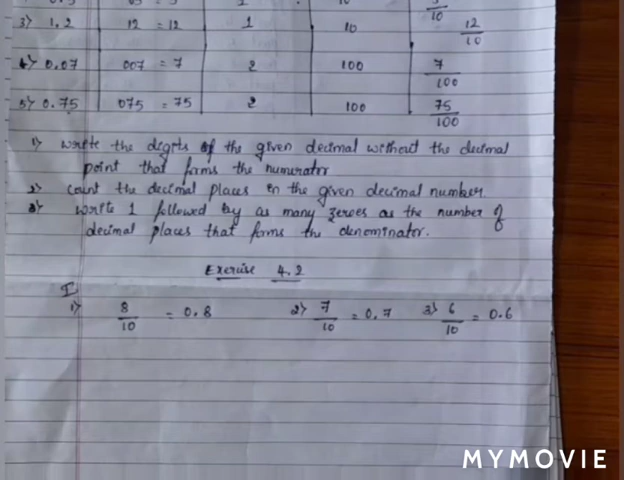 3) 1.2 12 = 12 1 10 12/10
4) 0.07 007 = 7 2 100 7/100
5) 0.75 075 = 75 2 100 75/100
1) write the digits of the given decimal without the decimal
point that forms the numerator
2) count the decimal places in the given decimal number.
3) write 1 followed by as many zeroes as the number of
decimal places that forms the denominator.
Exercise 4.2
I
1) 8/10 = 0.8 2) 7/10 = 0.7 3) 6/10 = 0.6
MYMOVIE